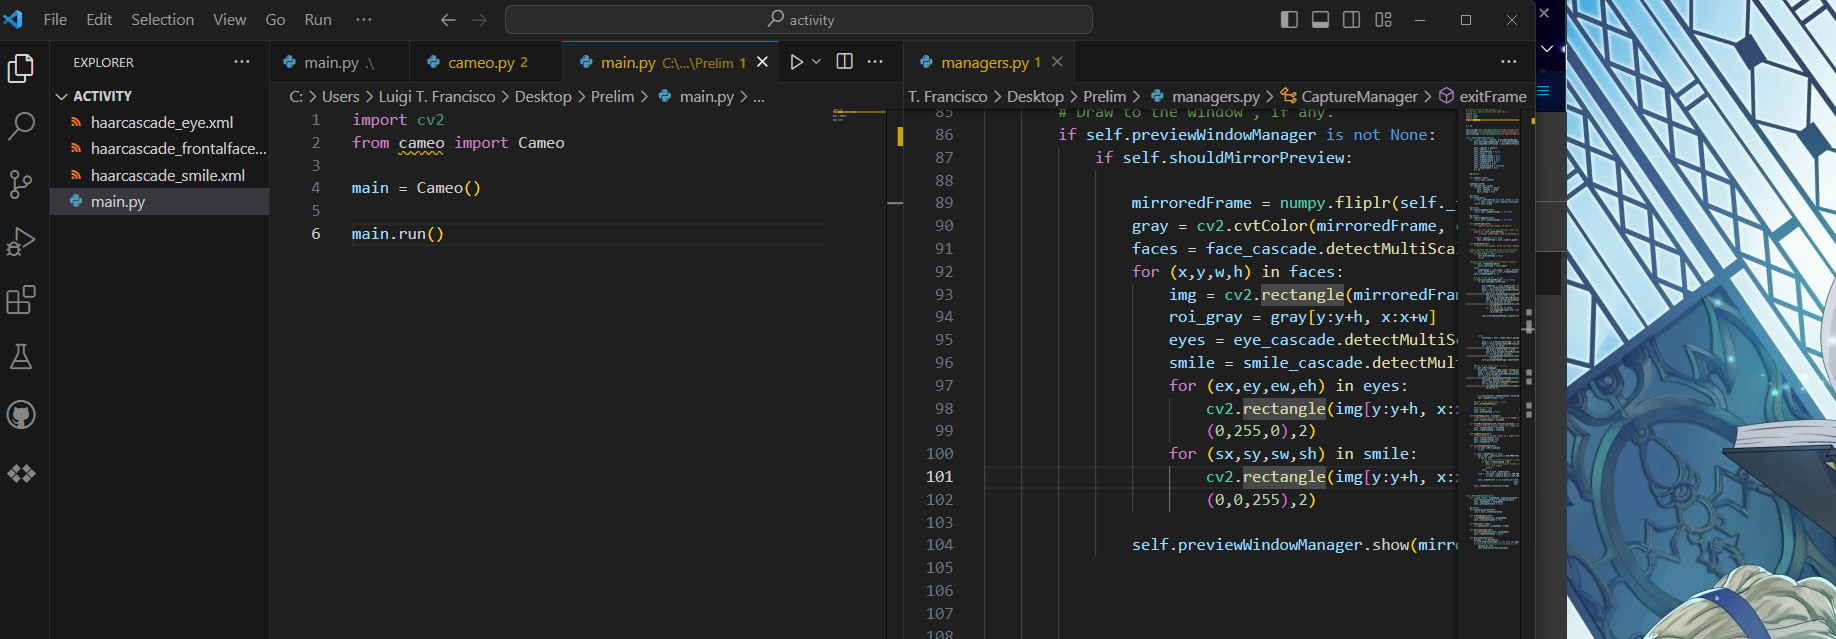 File Edit Selection View Go Run ··· activity
EXPLORER ···
ACTIVITY
haarcascade_eye.xml
haarcascade_frontalface...
haarcascade_smile.xml
main.py
main.py .\ cameo.py 2 main.py C:\...\Prelim 1
C: > Users > Luigi T. Francisco > Desktop > Prelim > main.py > ...
1 import cv2
2 from cameo import Cameo
3
4 main = Cameo()
5
6 main.run()
managers.py 1
T. Francisco > Desktop > Prelim > managers.py > CaptureManager > exitFrame
85 # Draw to the window , if any.
86 if self.previewWindowManager is not None:
87 if self.shouldMirrorPreview:
88
89 mirroredFrame = numpy.fliplr(self._
90 gray = cv2.cvtColor(mirroredFrame,
91 faces = face_cascade.detectMultiScal
92 for (x,y,w,h) in faces:
93 img = cv2.rectangle(mirroredFram
94 roi_gray = gray[y:y+h, x:x+w]
95 eyes = eye_cascade.detectMultiSc
96 smile = smile_cascade.detectMul
97 for (ex,ey,ew,eh) in eyes:
98 cv2.rectangle(img[y:y+h, x:
99 (0,255,0),2)
100 for (sx,sy,sw,sh) in smile:
101 cv2.rectangle(img[y:y+h, x:
102 (0,0,255),2)
103
104 self.previewWindowManager.show(mirr
105
106
107
108